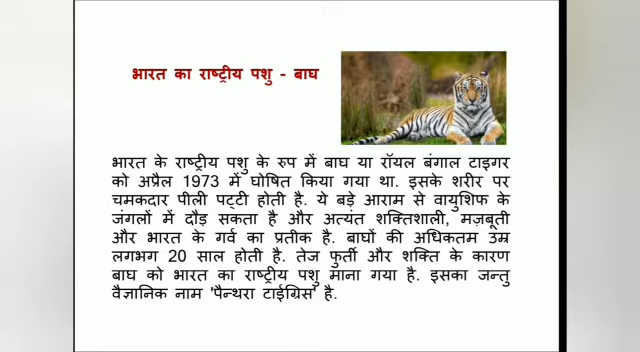 भारत का राष्ट्रीय पशु - बाघ
भारत के राष्ट्रीय पशु के रुप में बाघ या रॉयल बंगाल टाइगर
को अप्रैल 1973 में घोषित किया गया था. इसके शरीर पर
चमकदार पीली पट्टी होती है. ये बड़े आराम से वायुशिफ के
जंगलों में दौड़ सकता है और अत्यंत शक्तिशाली, मज़बूती
और भारत के गर्व का प्रतीक है. बाघों की अधिकतम उम्र
लगभग 20 साल होती है. तेज फुर्ती और शक्ति के कारण
बाघ को भारत का राष्ट्रीय पशु माना गया है. इसका जन्तु
वैज्ञानिक नाम 'पैन्थरा टाईग्रिस' है.